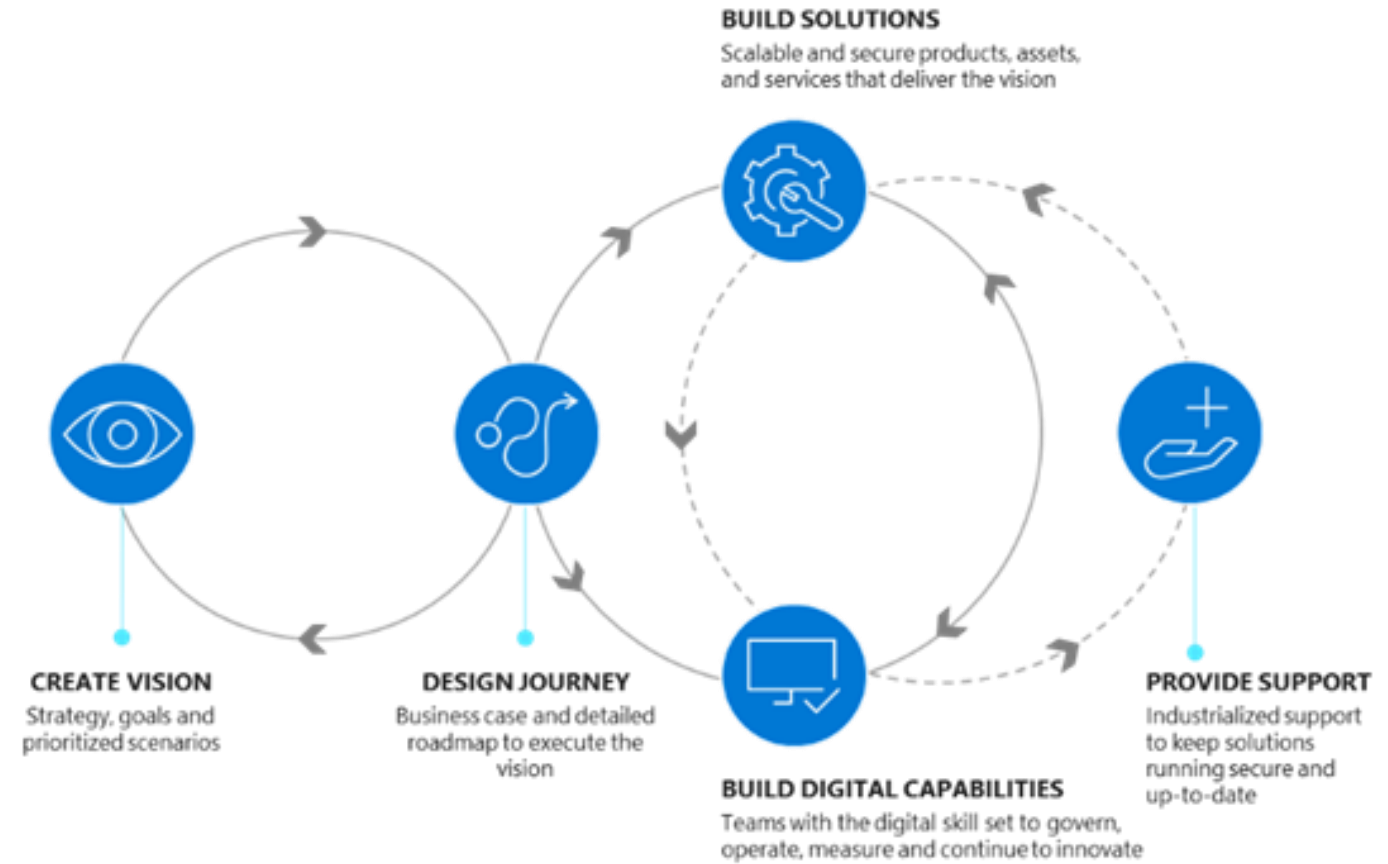 BUILD SOLUTIONS
Scalable and secure products, assets,
and services that deliver the vision
CREATE VISION
Strategy, goals and
prioritized scenarios
DESIGN JOURNEY
Business case and detailed
roadmap to execute the
vision
BUILD DIGITAL CAPABILITIES
Teams with the digital skill set to govern,
operate, measure and continue to innovate
PROVIDE SUPPORT
Industrialized support
to keep solutions
running secure and
up-to-date